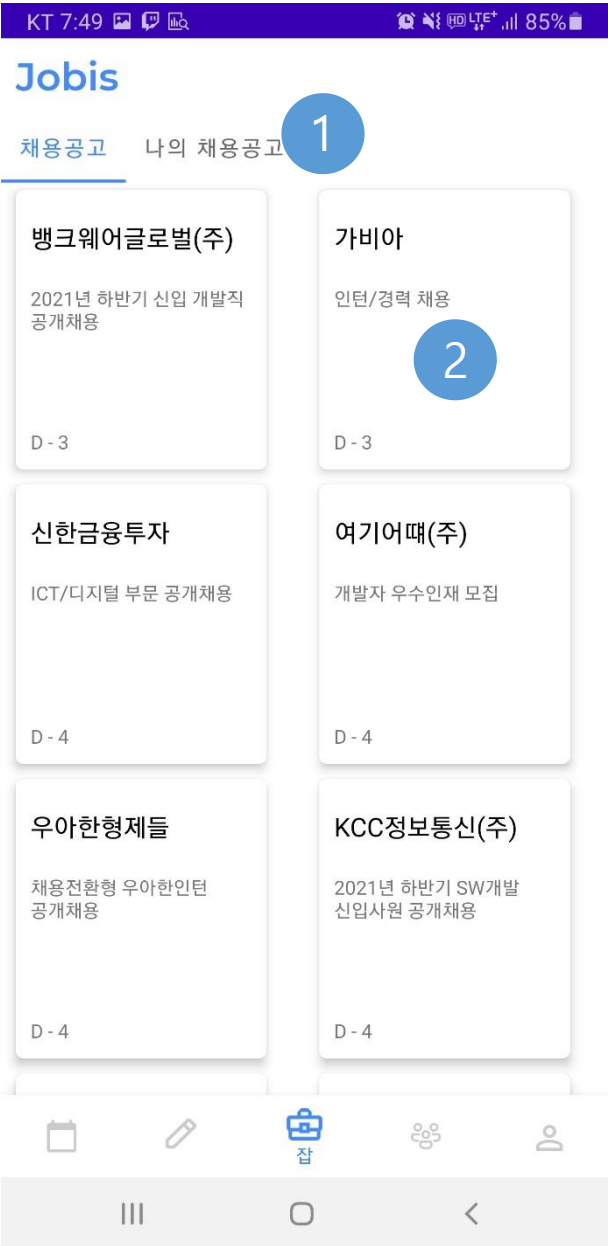 KT 7:49 HD LTE+ 85%
Jobis
채용공고 나의 채용공고 1
뱅크웨어글로벌(주)
2021년 하반기 신입 개발직
공개채용
D - 3
가비아
인턴/경력 채용
2
D - 3
신한금융투자
ICT/디지털 부문 공개채용
D - 4
여기어떄(주)
개발자 우수인재 모집
D - 4
우아한형제들
채용전환형 우아한인턴
공개채용
D - 4
KCC정보통신(주)
2021년 하반기 SW개발
신입사원 공개채용
D - 4
잡